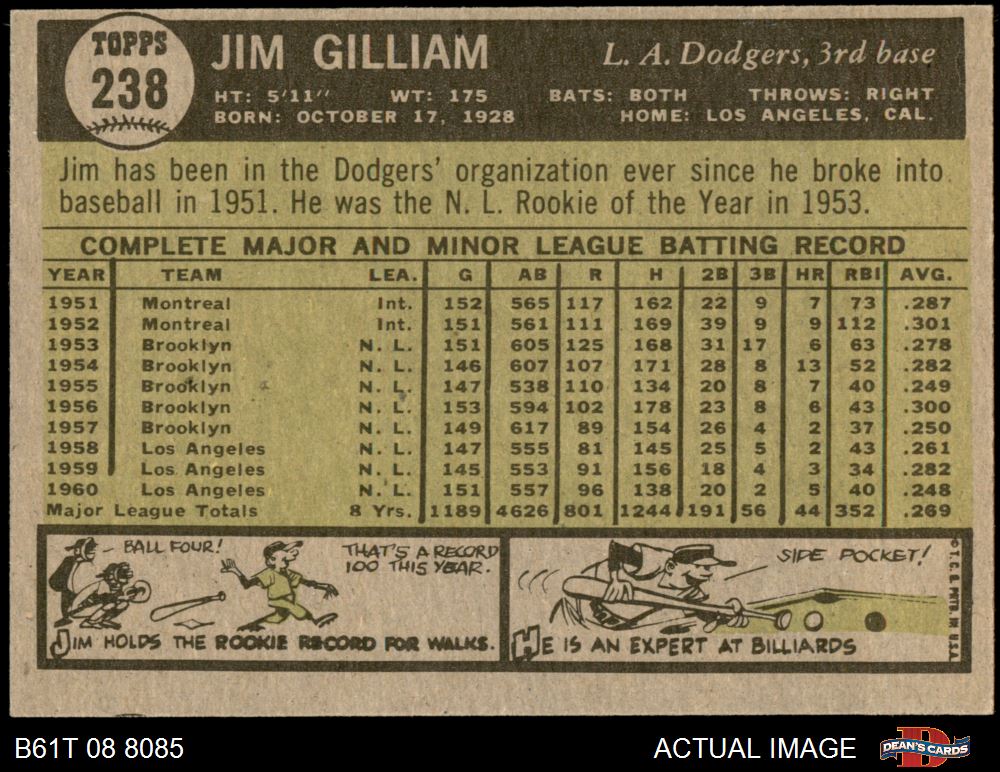 TOPPS
238
JIM GILLIAM
L. A. Dodgers, 3rd base
HT: 5'11" WT: 175 BATS: BOTH THROWS: RIGHT
BORN: OCTOBER 17, 1928 HOME: LOS ANGELES, CAL.
Jim has been in the Dodgers' organization ever since he broke into
baseball in 1951. He was the N. L. Rookie of the Year in 1953.
COMPLETE MAJOR AND MINOR LEAGUE BATTING RECORD
YEAR TEAM LEA. G AB R H 2B 3B HR RBI AVG.
1951 Montreal Int. 152 565 117 162 22 9 7 73 .287
1952 Montreal Int. 151 561 111 169 39 9 9 112 .301
1953 Brooklyn N. L. 151 605 125 168 31 17 6 63 .278
1954 Brooklyn N. L. 146 607 107 171 28 8 13 52 .282
1955 Brooklyn N. L. 147 538 110 134 20 8 7 40 .249
1956 Brooklyn N. L. 153 594 102 178 23 8 6 43 .300
1957 Brooklyn N. L. 149 617 89 154 26 4 2 37 .250
1958 Los Angeles N. L. 147 555 81 145 25 5 2 43 .261
1959 Los Angeles N. L. 145 553 91 156 18 4 3 34 .282
1960 Los Angeles N. L. 151 557 96 138 20 2 5 40 .248
Major League Totals 8 Yrs. 1189 4626 801 1244 191 56 44 352 .269
BALL FOUR!
THAT'S A RECORD
100 THIS YEAR.
JIM HOLDS THE ROOKIE RECORD FOR WALKS.
SIDE POCKET!
HE IS AN EXPERT AT BILLIARDS
© T. C. G. PRTD. IN U.S.A.
B61T 08 8085
ACTUAL IMAGE
DEAN'S CARDS